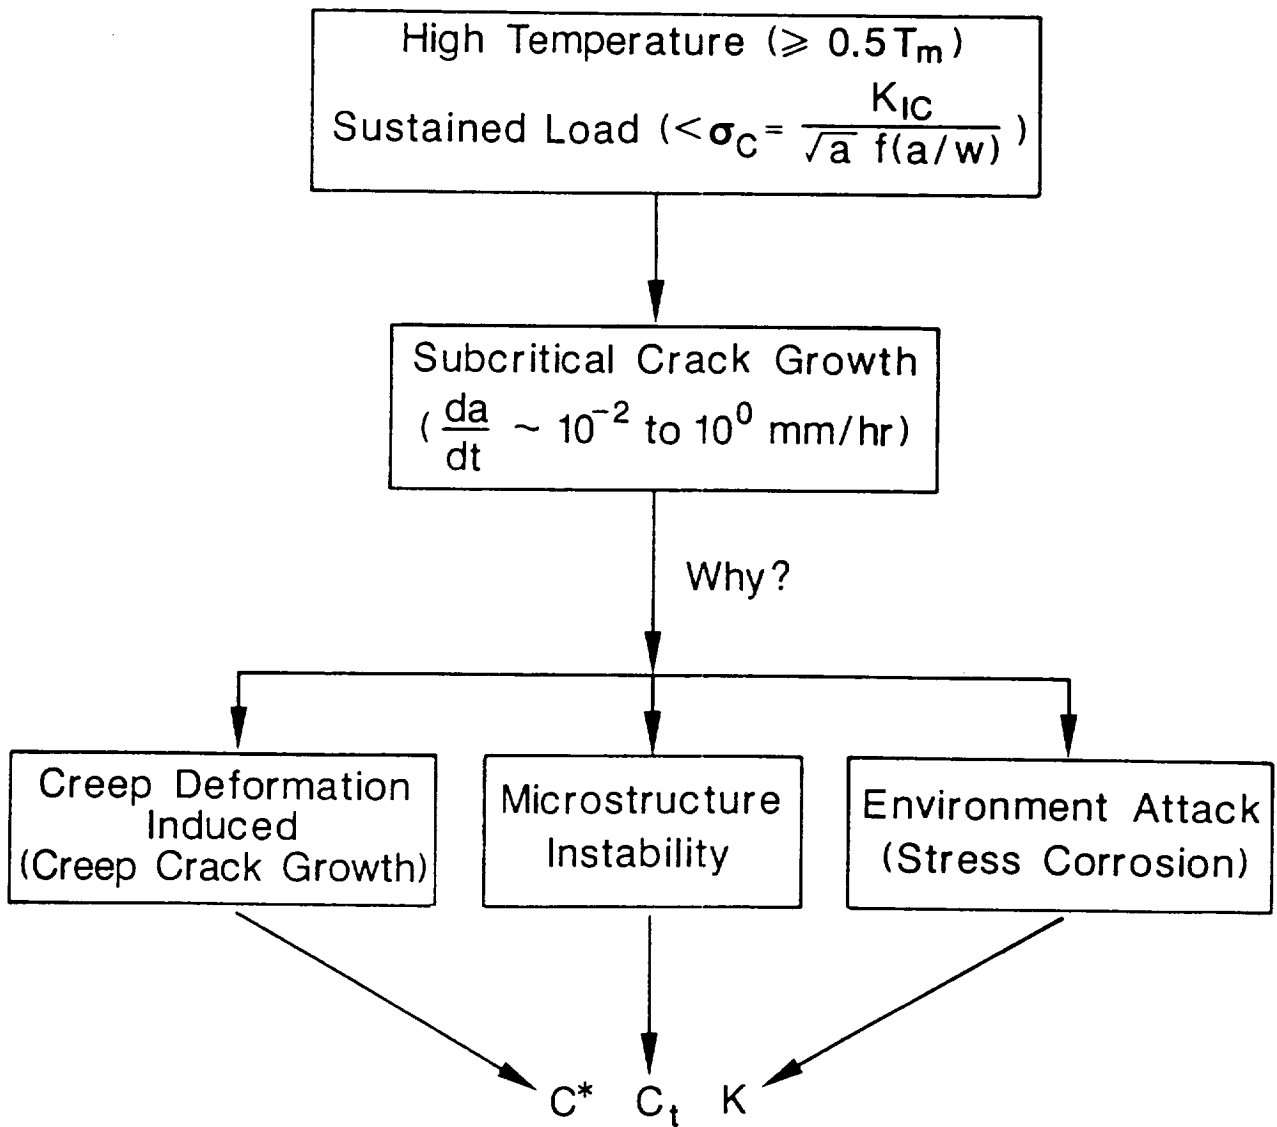 High Temperature (⩾ 0.5Tm)
Sustained Load (<σC = KIC / √a f(a/w))
Subcritical Crack Growth
(da/dt ~ 10⁻² to 10⁰ mm/hr)
Why?
Creep Deformation
Induced
(Creep Crack Growth)
Microstructure
Instability
Environment Attack
(Stress Corrosion)
C* Ct K